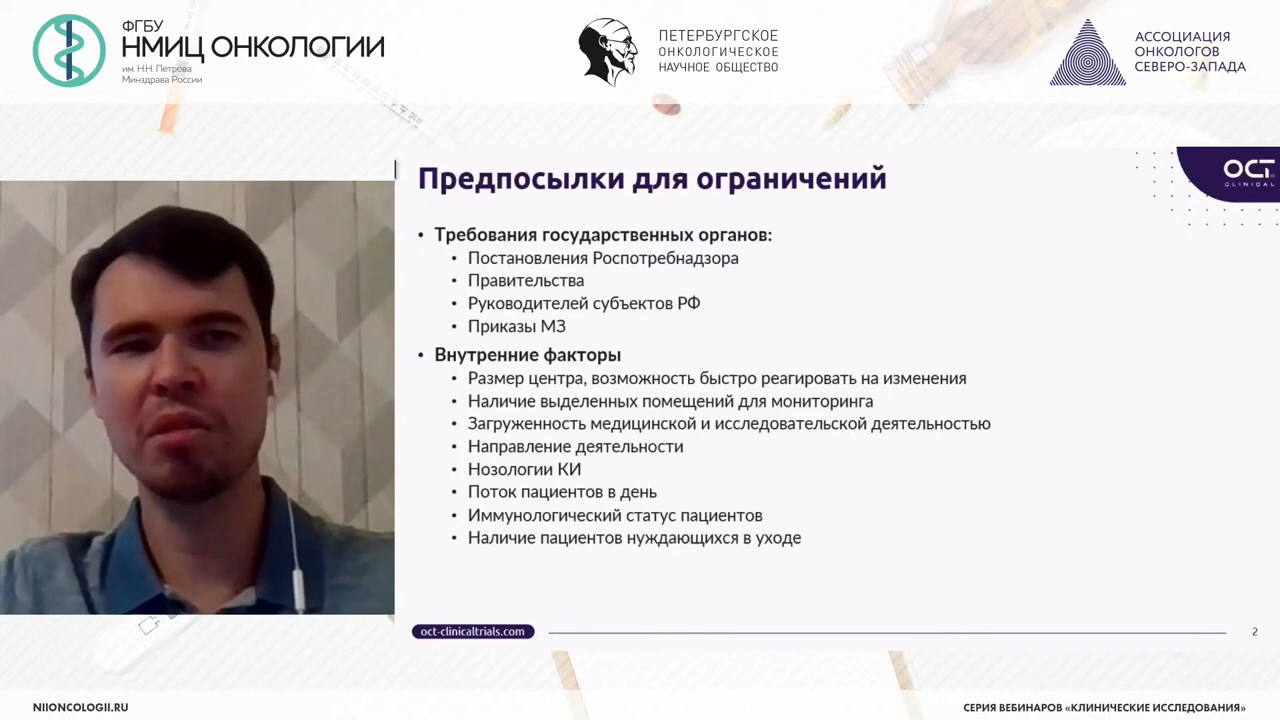 ФГБУ
НМИЦ ОНКОЛОГИИ
им. Н.Н. Петрова
Минздрава России
ПЕТЕРБУРГСКОЕ
ОНКОЛОГИЧЕСКОЕ
НАУЧНОЕ ОБЩЕСТВО
АССОЦИАЦИЯ
ОНКОЛОГОВ
СЕВЕРО-ЗАПАДА
Предпосылки для ограничений
OCT
CLINICAL
• Требования государственных органов:
• Постановления Роспотребнадзора
• Правительства
• Руководителей субъектов РФ
• Приказы МЗ
• Внутренние факторы
• Размер центра, возможность быстро реагировать на изменения
• Наличие выделенных помещений для мониторинга
• Загруженность медицинской и исследовательской деятельностью
• Направление деятельности
• Нозологии КИ
• Поток пациентов в день
• Иммунологический статус пациентов
• Наличие пациентов нуждающихся в уходе
oct-clinicaltrials.com
2
NIIONCOLOGII.RU
СЕРИЯ ВЕБИНАРОВ «КЛИНИЧЕСКИЕ ИССЛЕДОВАНИЯ»